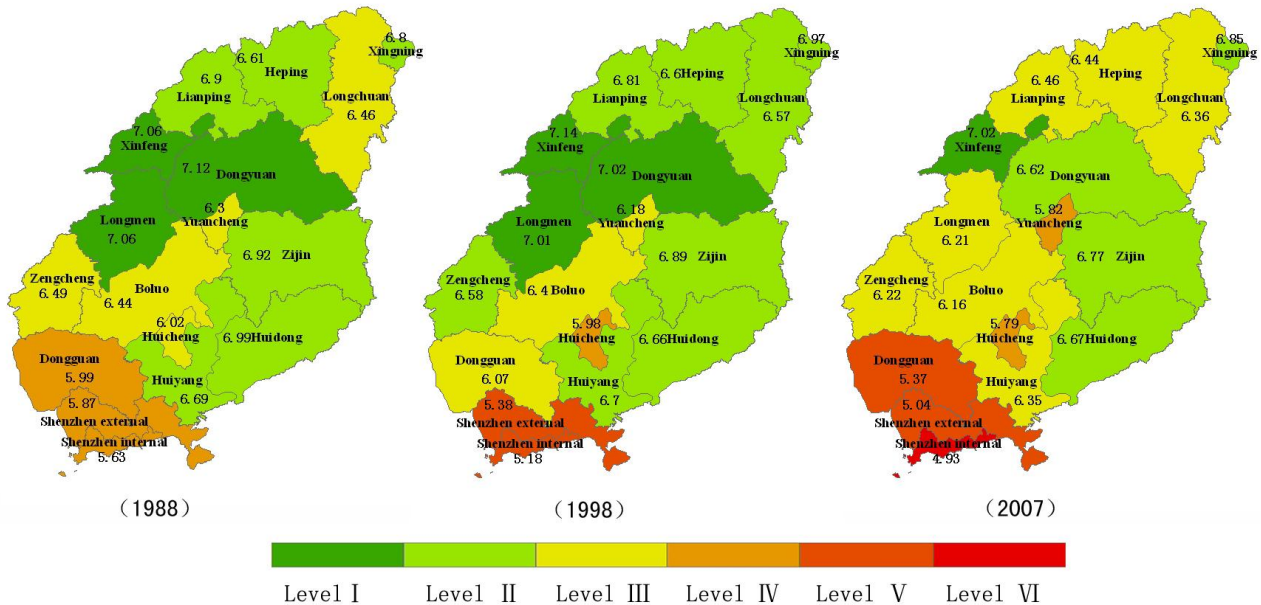 6. 8
Xingning
6. 61
Heping
6. 9
Lianping
Longchuan
6. 46
7. 06
Xinfeng
7. 12
Dongyuan
6. 3
Yuancheng
Longmen
7. 06
6. 92 Zijin
Zengcheng
6. 49
Boluo
6. 44
6. 02
Huicheng
6. 99Huidong
Dongguan
5. 99
Huiyang
6. 69
5. 87
Shenzhen external
Shenzhen internal
5. 63
(1988)
6. 97
Xingning
6. 6Heping
6. 81
Lianping
Longchuan
6. 57
7. 14
Xinfeng
7. 02
Dongyuan
6. 18
Yuancheng
Longmen
7. 01
6. 89 Zijin
Zengcheng
6. 58
6. 4 Boluo
5. 98
Huicheng
6. 66Huidong
Dongguan
6. 07
Huiyang
6. 7
5. 38
Shenzhen external
Shenzhen internal
5. 18
(1998)
6. 85
Xingning
6. 44
Heping
6. 46
Lianping
Longchuan
6. 36
7. 02
Xinfeng
6. 62
Dongyuan
5. 82
Yuancheng
Longmen
6. 21
6. 77 Zijin
Zengcheng
6. 22
Boluo
6. 16
5. 79
Huicheng
6. 67Huidong
Dongguan
5. 37
Huiyang
6. 35
5. 04
Shenzhen external
Shenzhen internal
4. 93
(2007)
Level Ⅰ Level Ⅱ Level Ⅲ Level Ⅳ Level Ⅴ Level Ⅵ